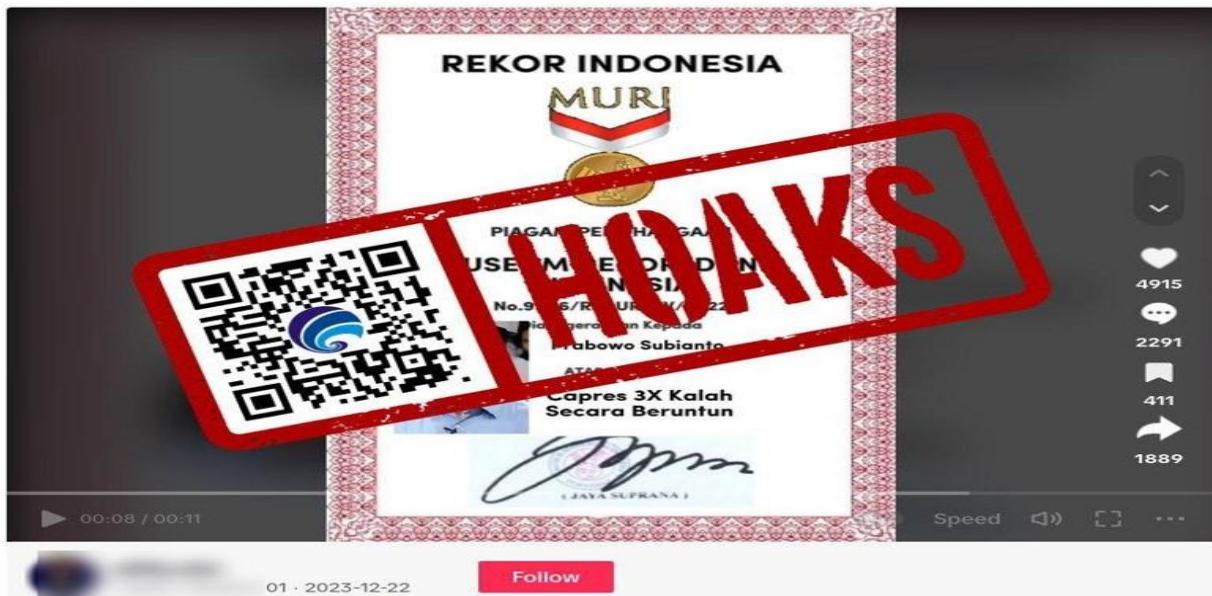 REKOR INDONESIA
MURI
HOAKS
Kepada
Prabowo Subianto
Capres 3X Kalah
Secara Beruntun
( JAYA SUPRANA )
4915
2291
411
1889
00:08 / 00:11
Speed
01 · 2023-12-22
Follow